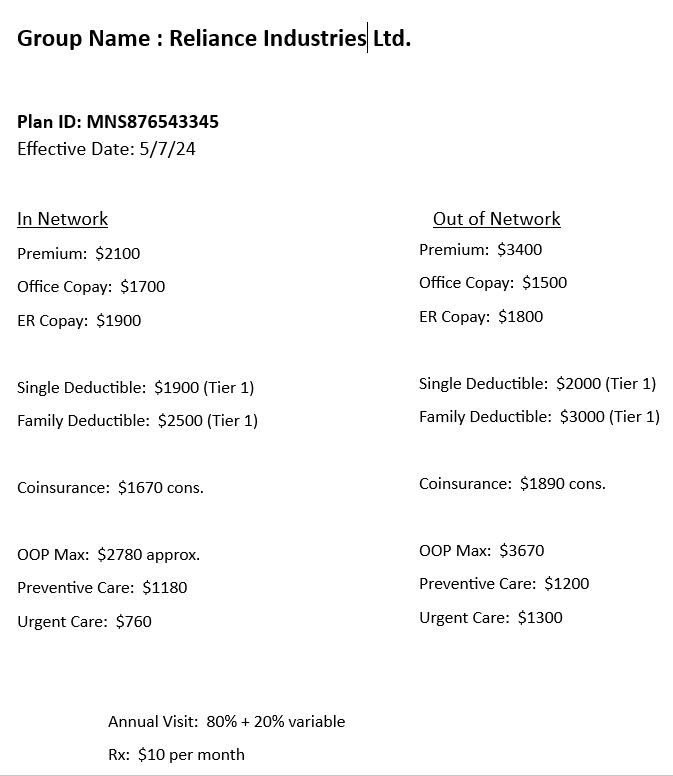 Group Name : Reliance Industries Ltd.
Plan ID: MNS876543345
Effective Date: 5/7/24
In Network
Premium: $2100
Office Copay: $1700
ER Copay: $1900
Single Deductible: $1900 (Tier 1)
Family Deductible: $2500 (Tier 1)
Coinsurance: $1670 cons.
OOP Max: $2780 approx.
Preventive Care: $1180
Urgent Care: $760
Out of Network
Premium: $3400
Office Copay: $1500
ER Copay: $1800
Single Deductible: $2000 (Tier 1)
Family Deductible: $3000 (Tier 1)
Coinsurance: $1890 cons.
OOP Max: $3670
Preventive Care: $1200
Urgent Care: $1300
Annual Visit: 80% + 20% variable
Rx: $10 per month